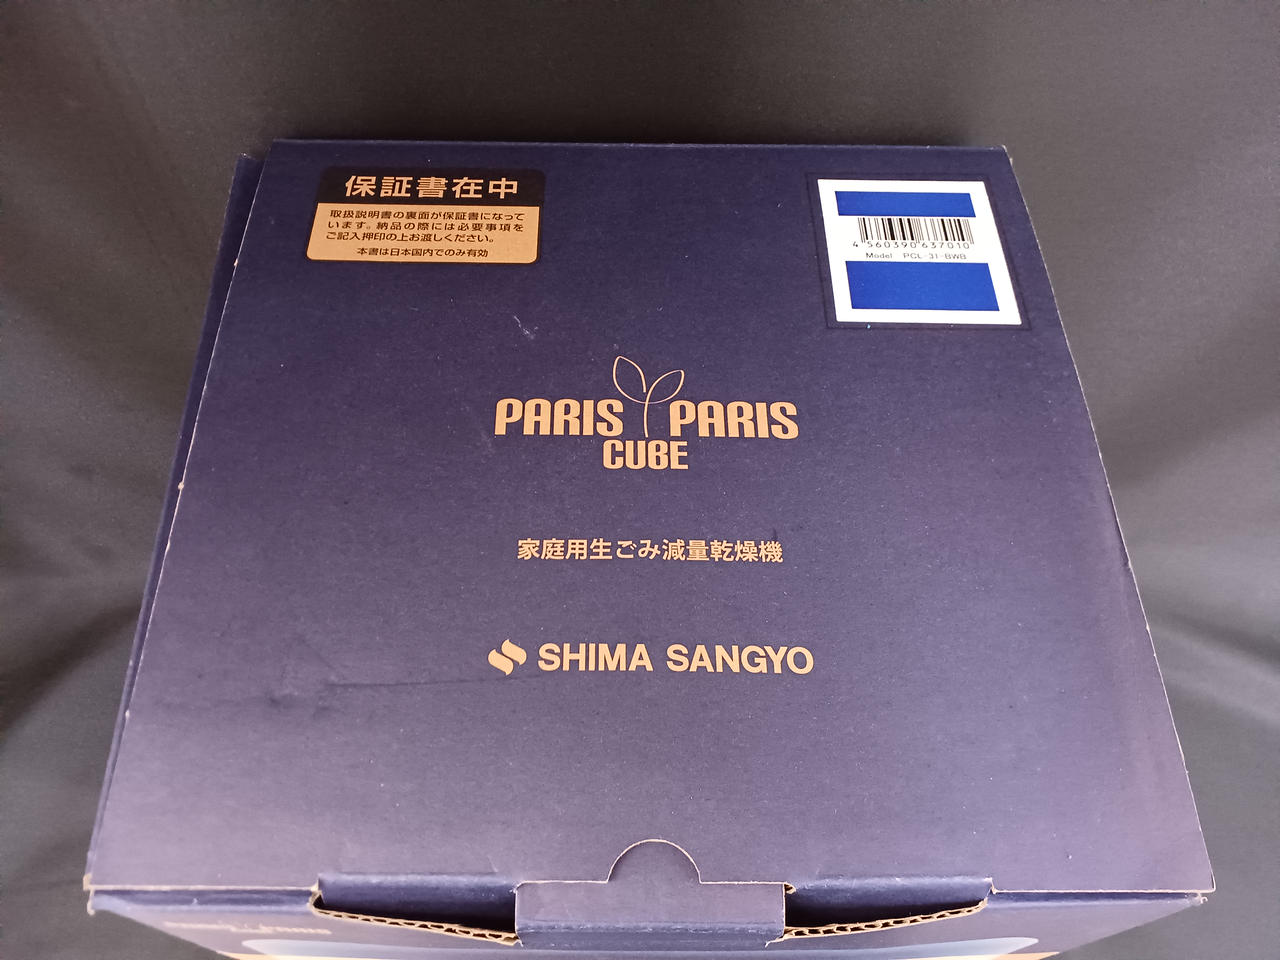 保証書在中
取扱説明書の裏面が保証書になって
います。納品の際には必要事項を
ご記入押印の上お渡しください。
本書は日本国内でのみ有効
4 560390 637010
Model PCL-31-BWB
PARIS PARIS
CUBE
家庭用生ごみ減量乾燥機
SHIMA SANGYO